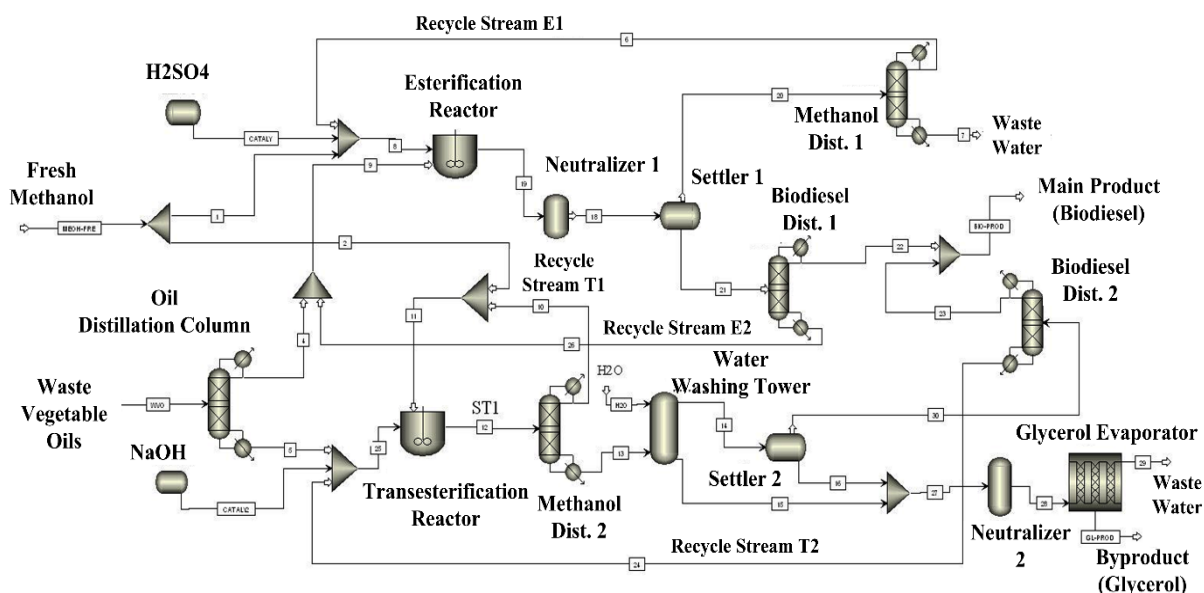 Recycle Stream E1
6
H2SO4
Esterification
Reactor
20
Methanol
Dist. 1
7
Waste
Water
CATALY
8
9
Neutralizer 1
19
18
Settler 1
Fresh
Methanol
MEOH-FRE
1
2
Biodiesel
Dist. 1
Main Product
(Biodiesel)
BIO-PROD
22
Recycle
Stream T1
21
23
Biodiesel
Dist. 2
Oil
Distillation Column
4
11
10
Recycle Stream E2
26
Water
Washing Tower
Waste
Vegetable
Oils
WVO
H2O
H2O
ST1
12
14
30
5
NaOH
25
13
Settler 2
Glycerol Evaporator
29
Waste
Water
CATALI2
Transesterification
Reactor
Methanol
Dist. 2
15
16
27
28
Neutralizer
2
GL-PROD
Recycle Stream T2
24
Byproduct
(Glycerol)